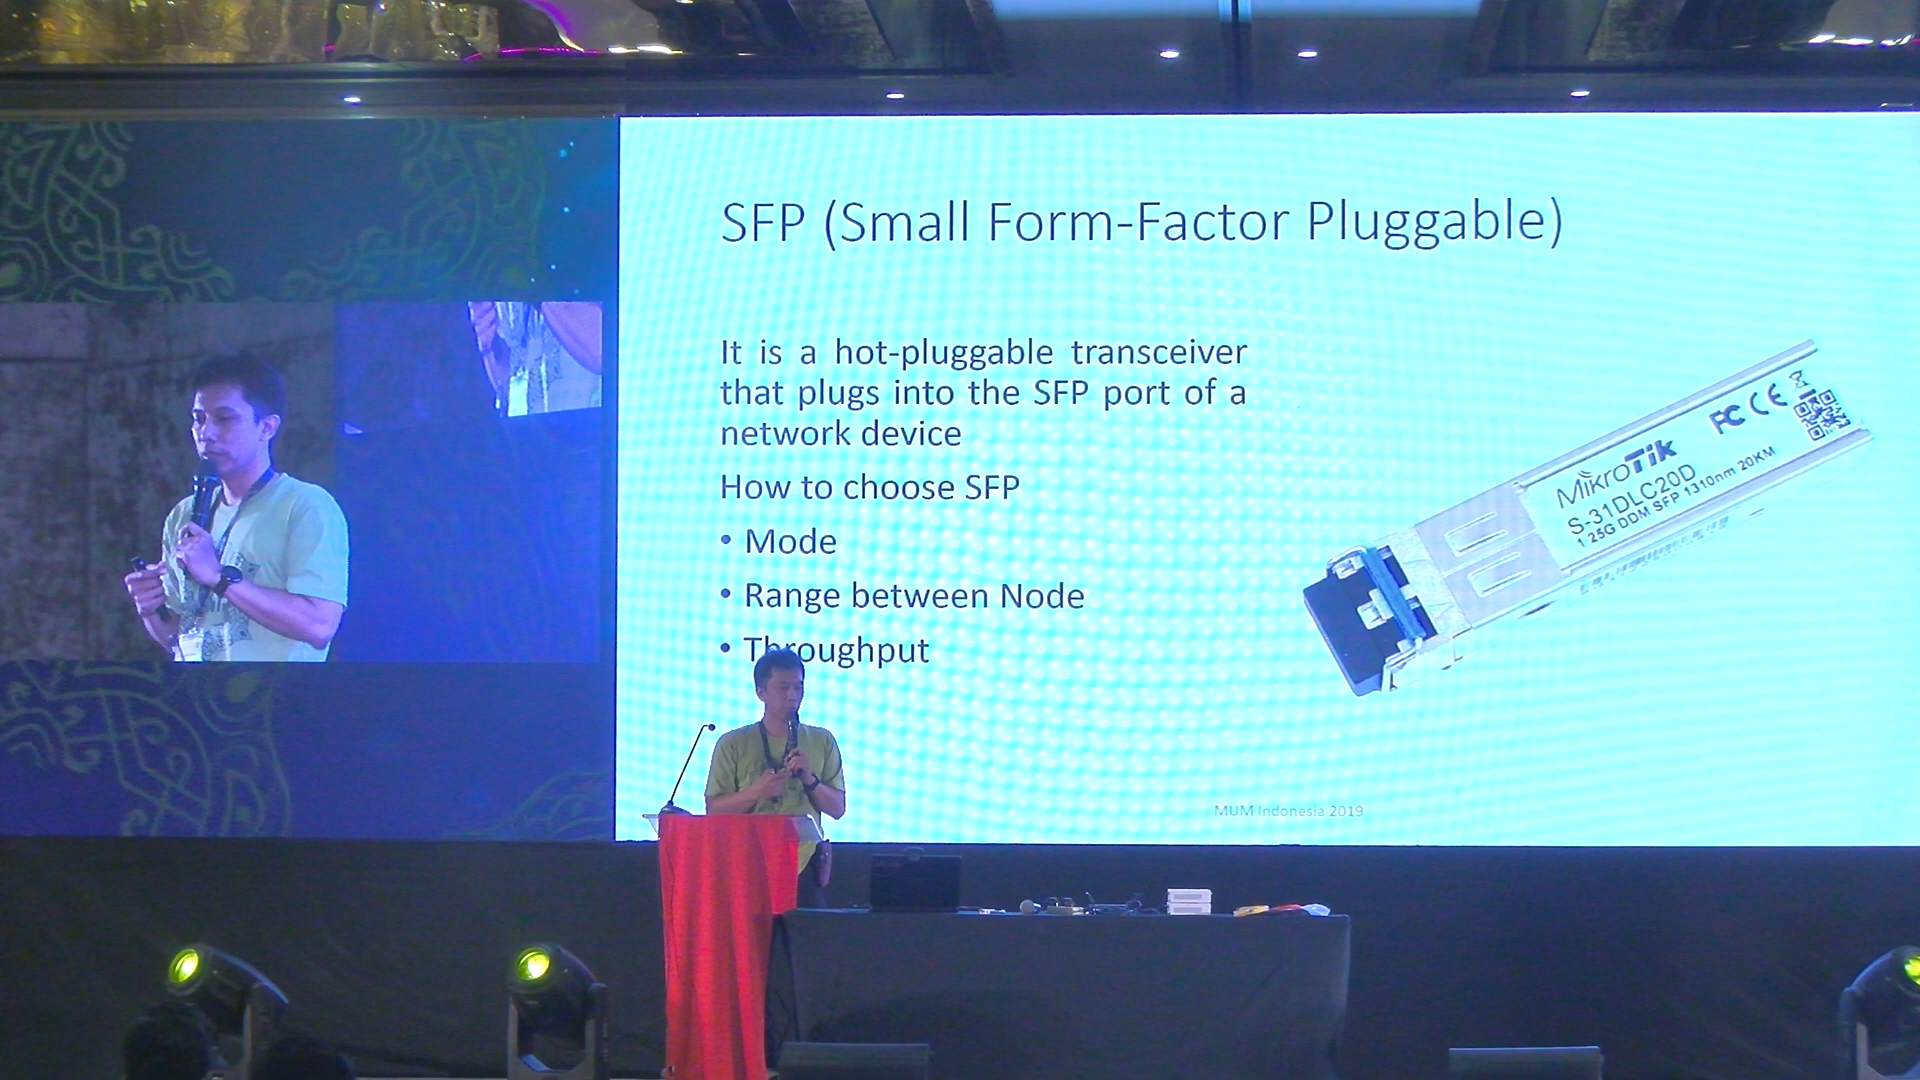 SFP (Small Form-Factor Pluggable)
It is a hot-pluggable transceiver
that plugs into the SFP port of a
network device
How to choose SFP
• Mode
• Range between Node
• Throughput
MikroTik
S-31DLC20D
1.25G DDM SFP 1310nm 20KM
FC CE
MUM Indonesia 2019